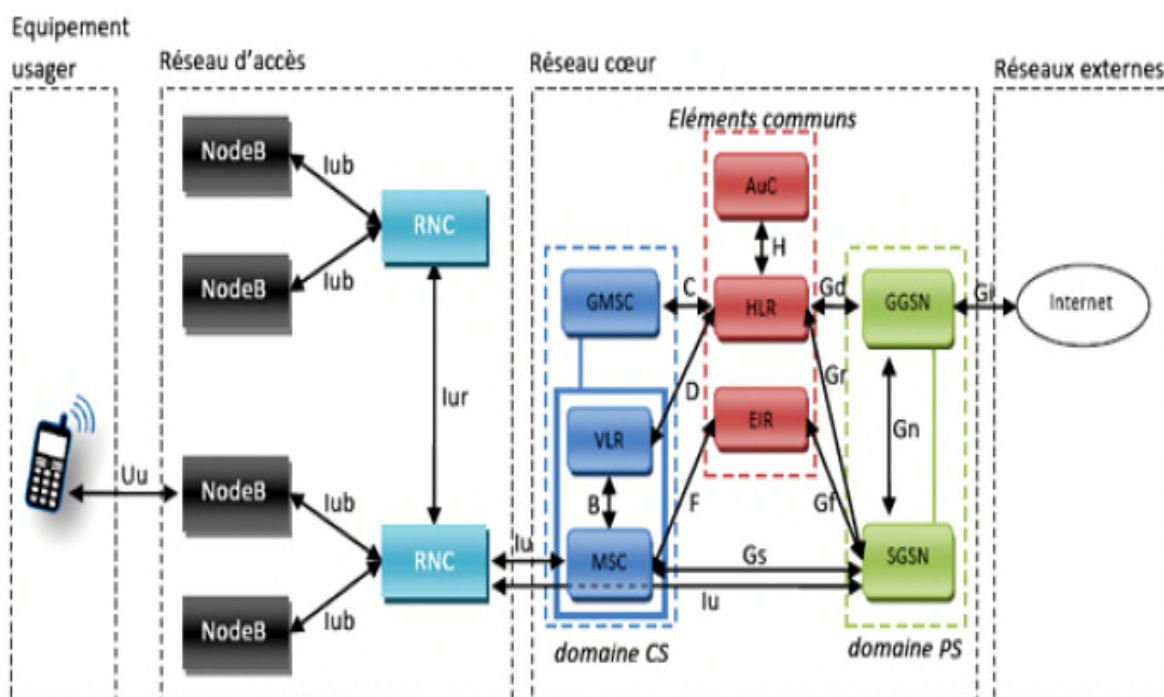 Equipement
usager
Réseau d'accès
Réseau cœur
Réseaux externes
Eléments communs
NodeB
Iub
AuC
RNC
H
NodeB
Iub
GMSC
C
HLR
Gd
GGSN
Gi
Internet
Iur
D
Gr
VLR
EIR
Gn
Uu
NodeB
Iub
B
F
Gf
RNC
Iu
MSC
Gs
SGSN
Iu
NodeB
Iub
domaine CS
domaine PS